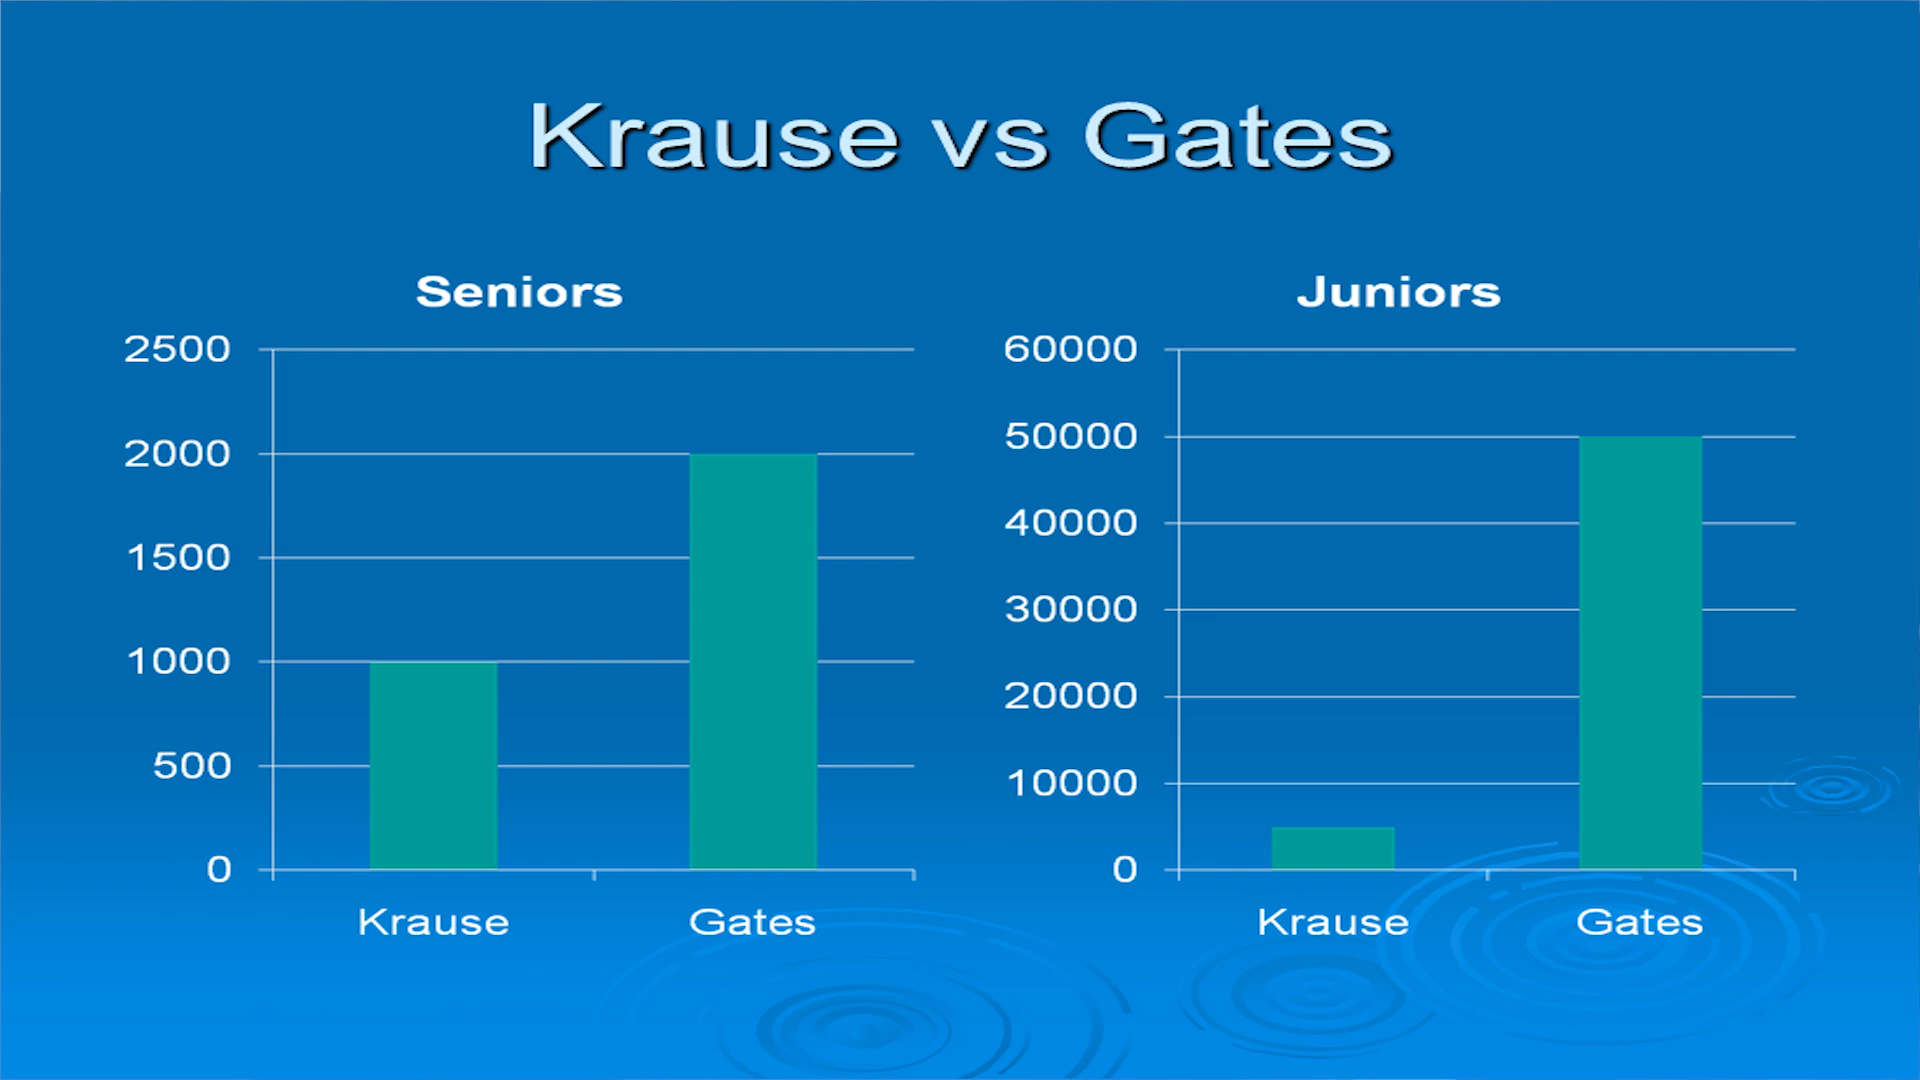 Krause vs Gates
Seniors
2500
2000
1500
1000
500
0
Krause Gates
Juniors
60000
50000
40000
30000
20000
10000
0
Krause Gates